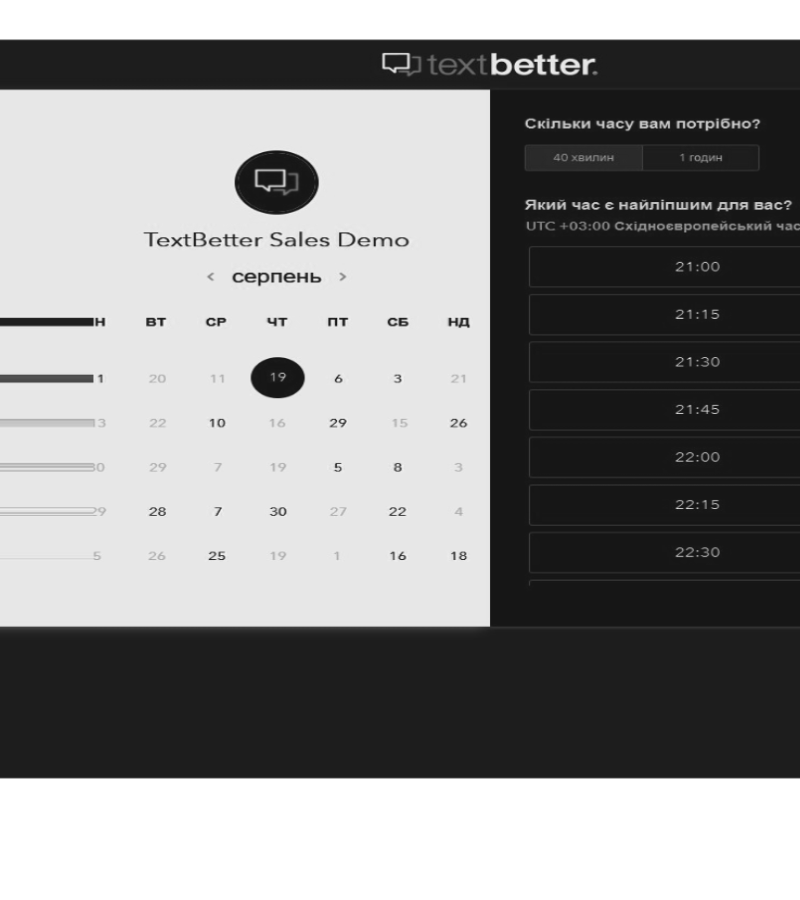 textbetter.
TextBetter Sales Demo
< серпень >
Н ВТ СР ЧТ ПТ СБ НД
1 20 11 19 6 3 21
3 22 10 16 29 15 26
30 29 7 19 5 8 3
29 28 7 30 27 22 4
5 26 25 19 1 16 18
Скільки часу вам потрібно?
40 хвилин 1 годин
Який час є найліпшим для вас?
UTC +03:00 Східноєвропейський час
21:00
21:15
21:30
21:45
22:00
22:15
22:30